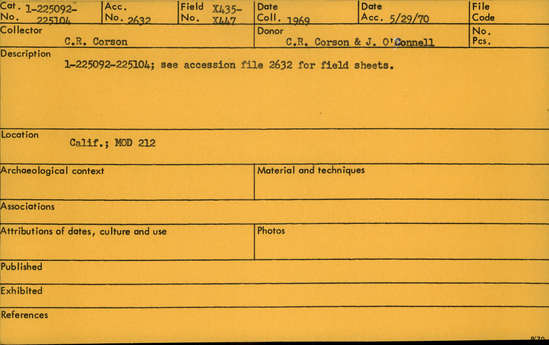 Cat. 1-225092- Acc. Field X435- Date Date File
No. 225104 No. 2632 No. X447 Coll. 1969 Acc. 5/29/70 Code
Collector Donor No.
C.R. Corson C.R. Corson & J. O'Connell Pcs.
Description
1-225092-225104; see accession file 2632 for field sheets.
Location
Calif.; MOD 212
Archaeological context Material and techniques
Associations
Attributions of dates, culture and use Photos
Published
Exhibited
References